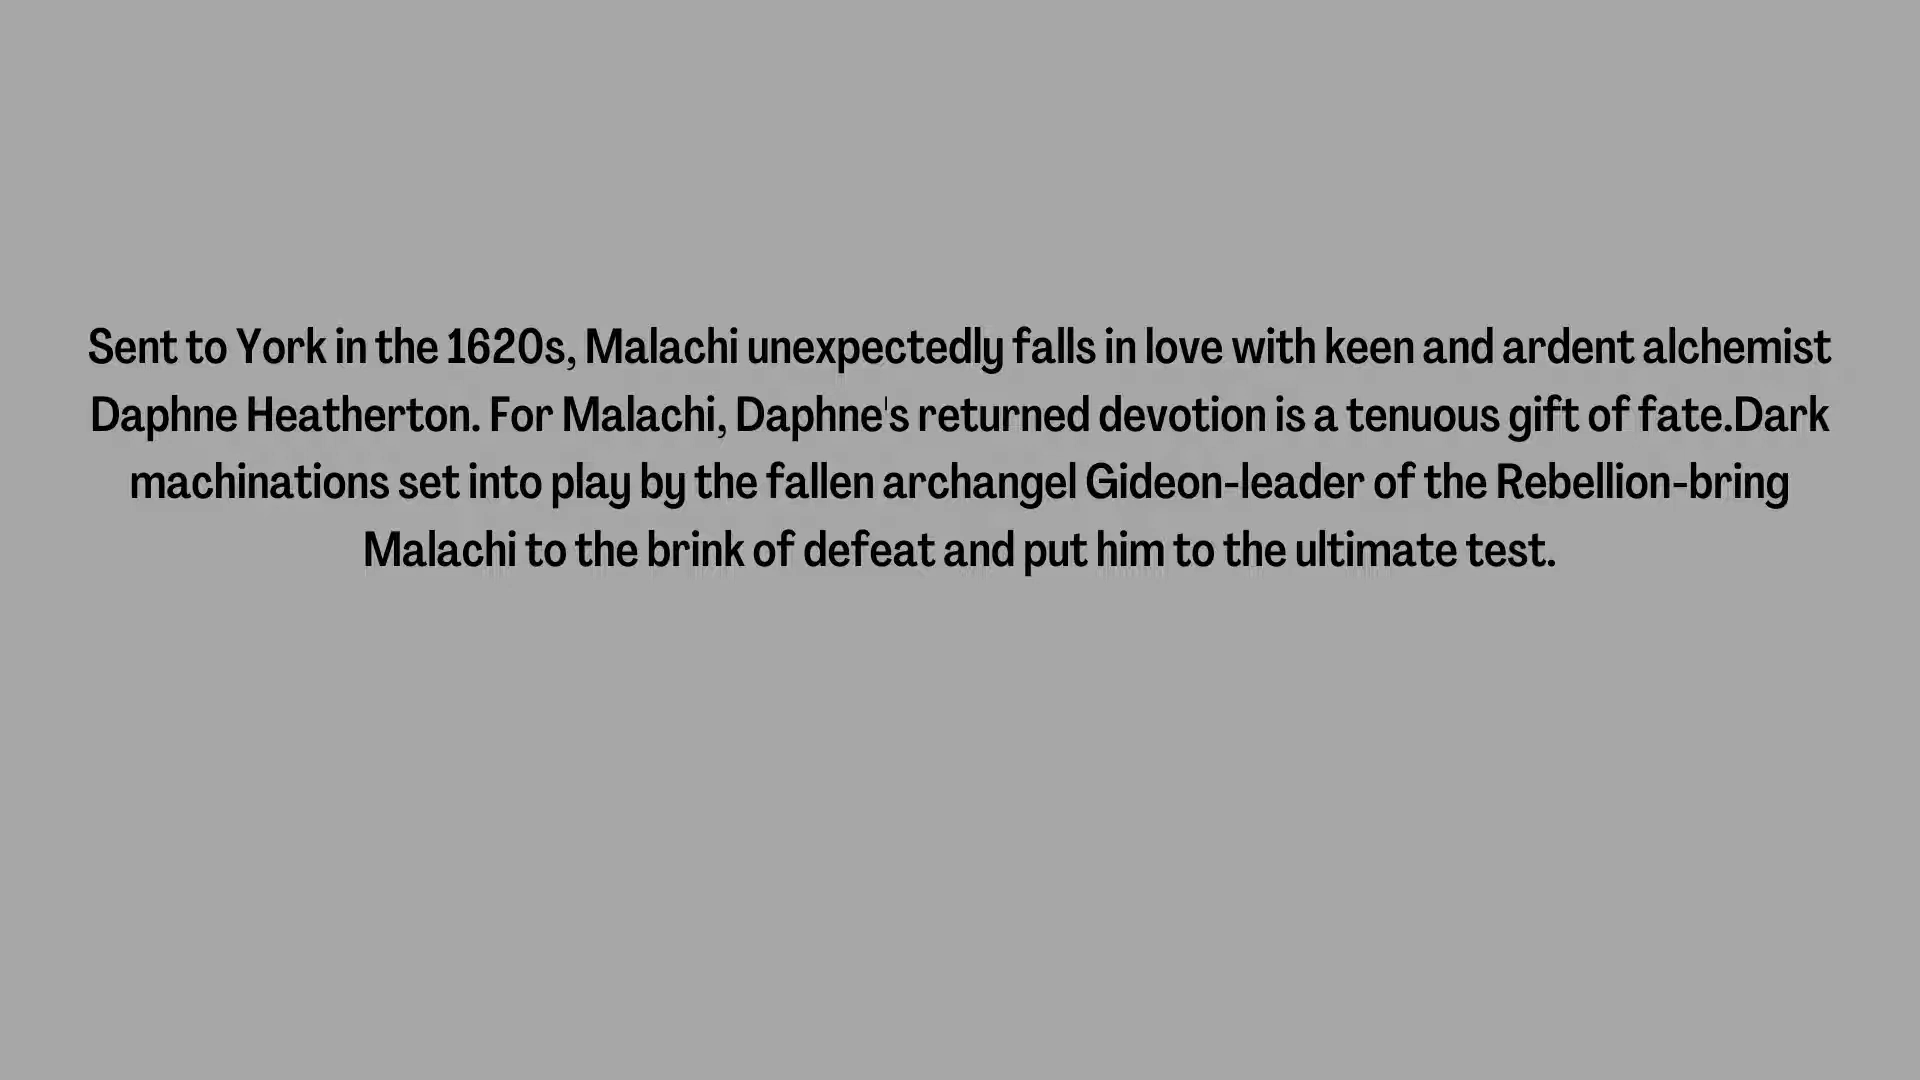 Sent to York in the 1620s, Malachi unexpectedly falls in love with keen and ardent alchemist
Daphne Heatherton. For Malachi, Daphne's returned devotion is a tenuous gift of fate.Dark
machinations set into play by the fallen archangel Gideon-leader of the Rebellion-bring
Malachi to the brink of defeat and put him to the ultimate test.